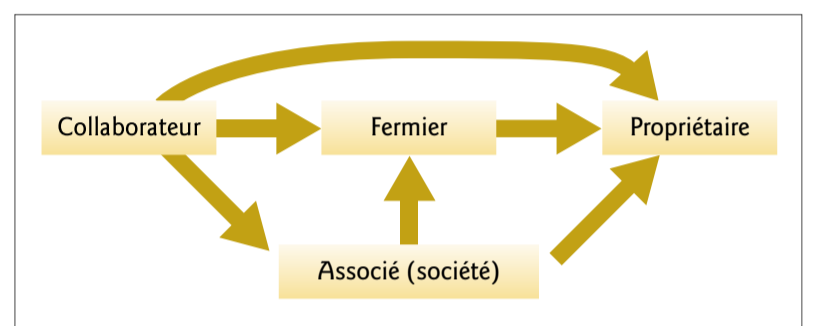 Collaborateur
Fermier
Propriétaire
Associé (société)